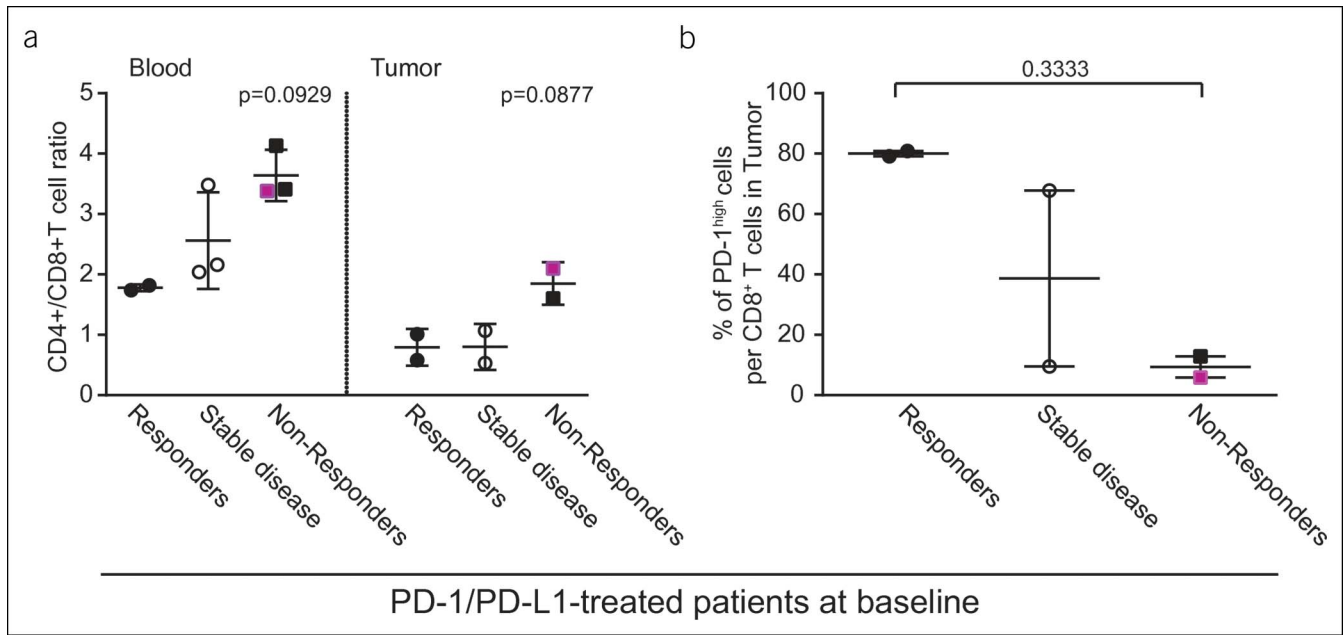 a
Blood
Tumor
p=0.0929
p=0.0877
CD4+/CD8+T cell ratio
5
4
3
2
1
0
Responders
Stable disease
Non-Responders
Responders
Stable disease
Non-Responders
b
0.3333
% of PD-1high cells
per CD8+ T cells in Tumor
100
80
60
40
20
0
Responders
Stable disease
Non-Responders
PD-1/PD-L1-treated patients at baseline